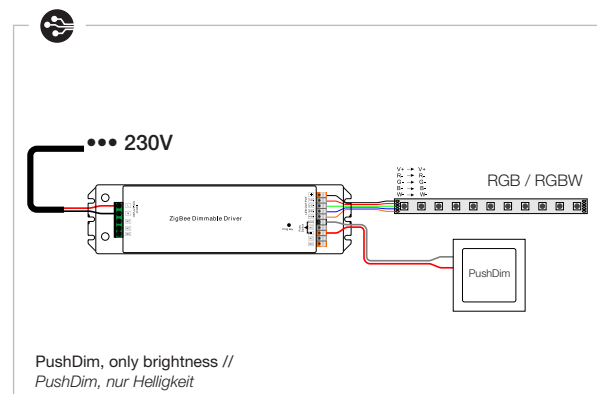 ••• 230V
V+ → V+
R- → R-
G- → G-
B- → B-
W- → W-
RGB / RGBW
ZigBee Dimmable Driver
PushDim
PushDim, only brightness //
PushDim, nur Helligkeit